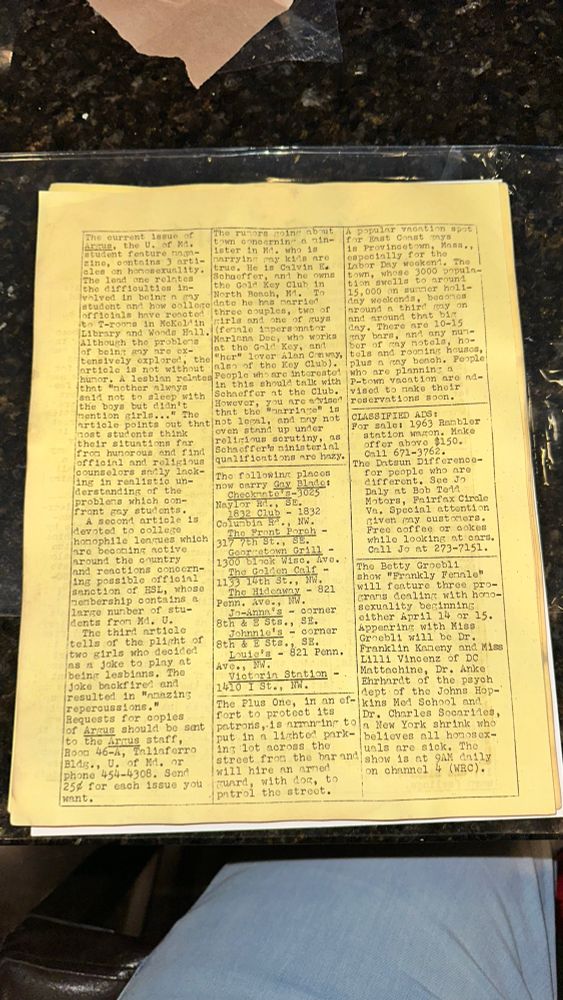 The current issue of
Argus, the U. of Md.
student feature maga-
zine, contains 3 arti-
cles on homosexuality.
The lead one relates
the difficulties in-
volved in being a gay
student and how college
officials have reacted
to T-rooms in McKeldin
Library and Woods Hall.
Although the problems
of being gay are ex-
tensively explored, the
article is not without
humor. A lesbian relates
that "mother always
said not to sleep with
the boys but didn't
mention girls..." The
article points out that
most students think
their situations far
from humorous and find
official and religious
counselors sadly lack-
ing in realistic un-
derstanding of the
problems which con-
front gay students.
A second article is
devoted to college
homophile leagues which
are becoming active
around the country
and reactions concern-
ing possible official
sanction of HSL, whose
membership contains a
large number of stu-
dents from Md. U.
The third article
tells of the plight of
two girls who decided
as a joke to play at
being lesbians. The
joke backfired and
resulted in "amazing
repercussions."
Requests for copies
of Argus should be sent
to the Argus staff,
Room 46-A, Taliaferro
Bldg., U. of Md. or
phone 454-4308. Send
25¢ for each issue you
want.
The rumors going about
town concerning a min-
ister in Md. who is
marrying gay kids are
true. He is Calvin E.
Schaeffer, and he owns
the Gold Key Club in
North Beach, Md. To
date he has married
three couples, two of
girls and one of guys
(female impersonator
Mariana Dee, who works
at the Gold Key, and
"her" lover Alan Conway,
also of the Key Club).
People who are interested
in this should talk with
Schaeffer at the Club.
However, you are advised
that the "marriage" is
not legal, and may not
even stand up under
religious scrutiny, as
Schaeffer's ministerial
qualifications are hazy.
The following places
now carry Gay Blade:
Checkmate's-3025
Naylor Rd., SE.
1832 Club - 1832
Columbia Rd., NW.
The Front Porch -
317 7th St., SE.
Georgetown Grill -
1300 block Wisc. Ave.
The Golden Calf -
1133 14th St., NW.
The Hideaway - 821
Penn. Ave., NW.
Jo-Anna's - corner
8th & E Sts., SE.
Johnnie's - corner
8th & E Sts., SE.
Louie's - 821 Penn.
Ave., NW.
Victoria Station -
1410 I St., NW.
The Plus One, in an ef-
fort to protect its
patrons, is arranging to
put in a lighted park-
ing lot across the
street from the bar and
will hire an armed
guard, with dog, to
patrol the street.
A popular vacation spot
for East Coast gays
is Provincetown, Mass.,
especially for the
Labor Day weekend. The
town, whose 3000 popula-
tion swells to around
15,000 on summer holi-
day weekends, becomes
around a third gay on
and around that big
day. There are 10-15
gay bars, and any num-
ber of gay hotels, ho-
tels and rooming houses,
plus a gay beach. People
who are planning a
P-town vacation are ad-
vised to make their
reservations soon.
CLASSIFIED ADS:
For sale: 1963 Rambler
station wagon. Make
offer above $150.
Call 671-3762.
The Datsun Difference-
for people who are
different. See Jo
Daly at Bob Tedd
Motors, Fairfax Circle
Va. Special attention
given gay customers.
Free coffee or cokes
while looking at cars.
Call Jo at 273-7151.
The Betty Groebli
show "Frankly Female"
will feature three pro-
grams dealing with homo-
sexuality beginning
either April 14 or 15.
Appearing with Miss
Groebli will be Dr.
Franklin Kameny and Miss
Lilli Vincenz of DC
Mattachine, Dr. Anke
Ehrhardt of the psych
dept of the Johns Hop-
kins Med School and
Dr. Charles Socarides,
a New York shrink who
believes all homosex-
uals are sick. The
show is at 9AM daily
on channel 4 (WRC).